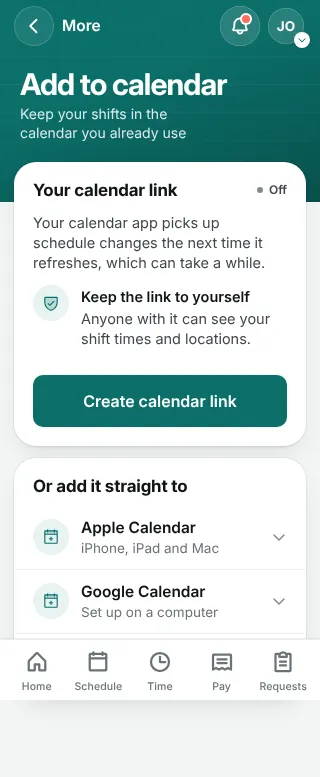 More
JO
Add to calendar
Keep your shifts in the
calendar you already use
Your calendar link
Off
Your calendar app picks up
schedule changes the next time it
refreshes, which can take a while.
Keep the link to yourself
Anyone with it can see your
shift times and locations.
Create calendar link
Or add it straight to
Apple Calendar
iPhone, iPad and Mac
Google Calendar
Set up on a computer
Home
Schedule
Time
Pay
Requests